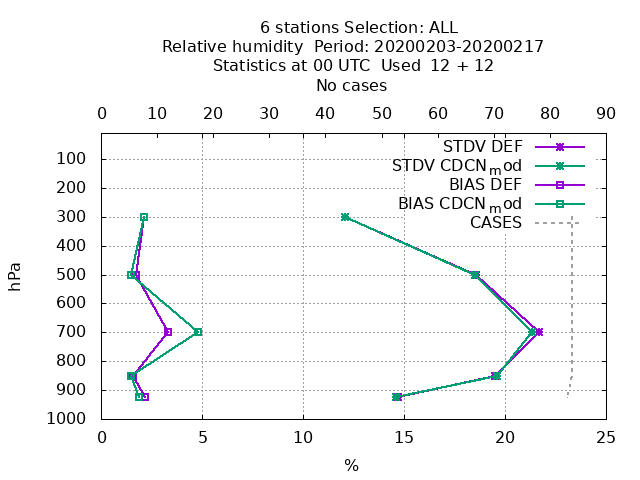 6 stations Selection: ALL
Relative humidity  Period: 20200203-20200217
Statistics at 00 UTC  Used  12 + 12
No cases
0 10 20 30 40 50 60 70 80 90
STDV DEF
STDV CDCNmod
BIAS DEF
BIAS CDCNmod
CASES
hPa
100
200
300
400
500
600
700
800
900
1000
0 5 10 15 20 25
%